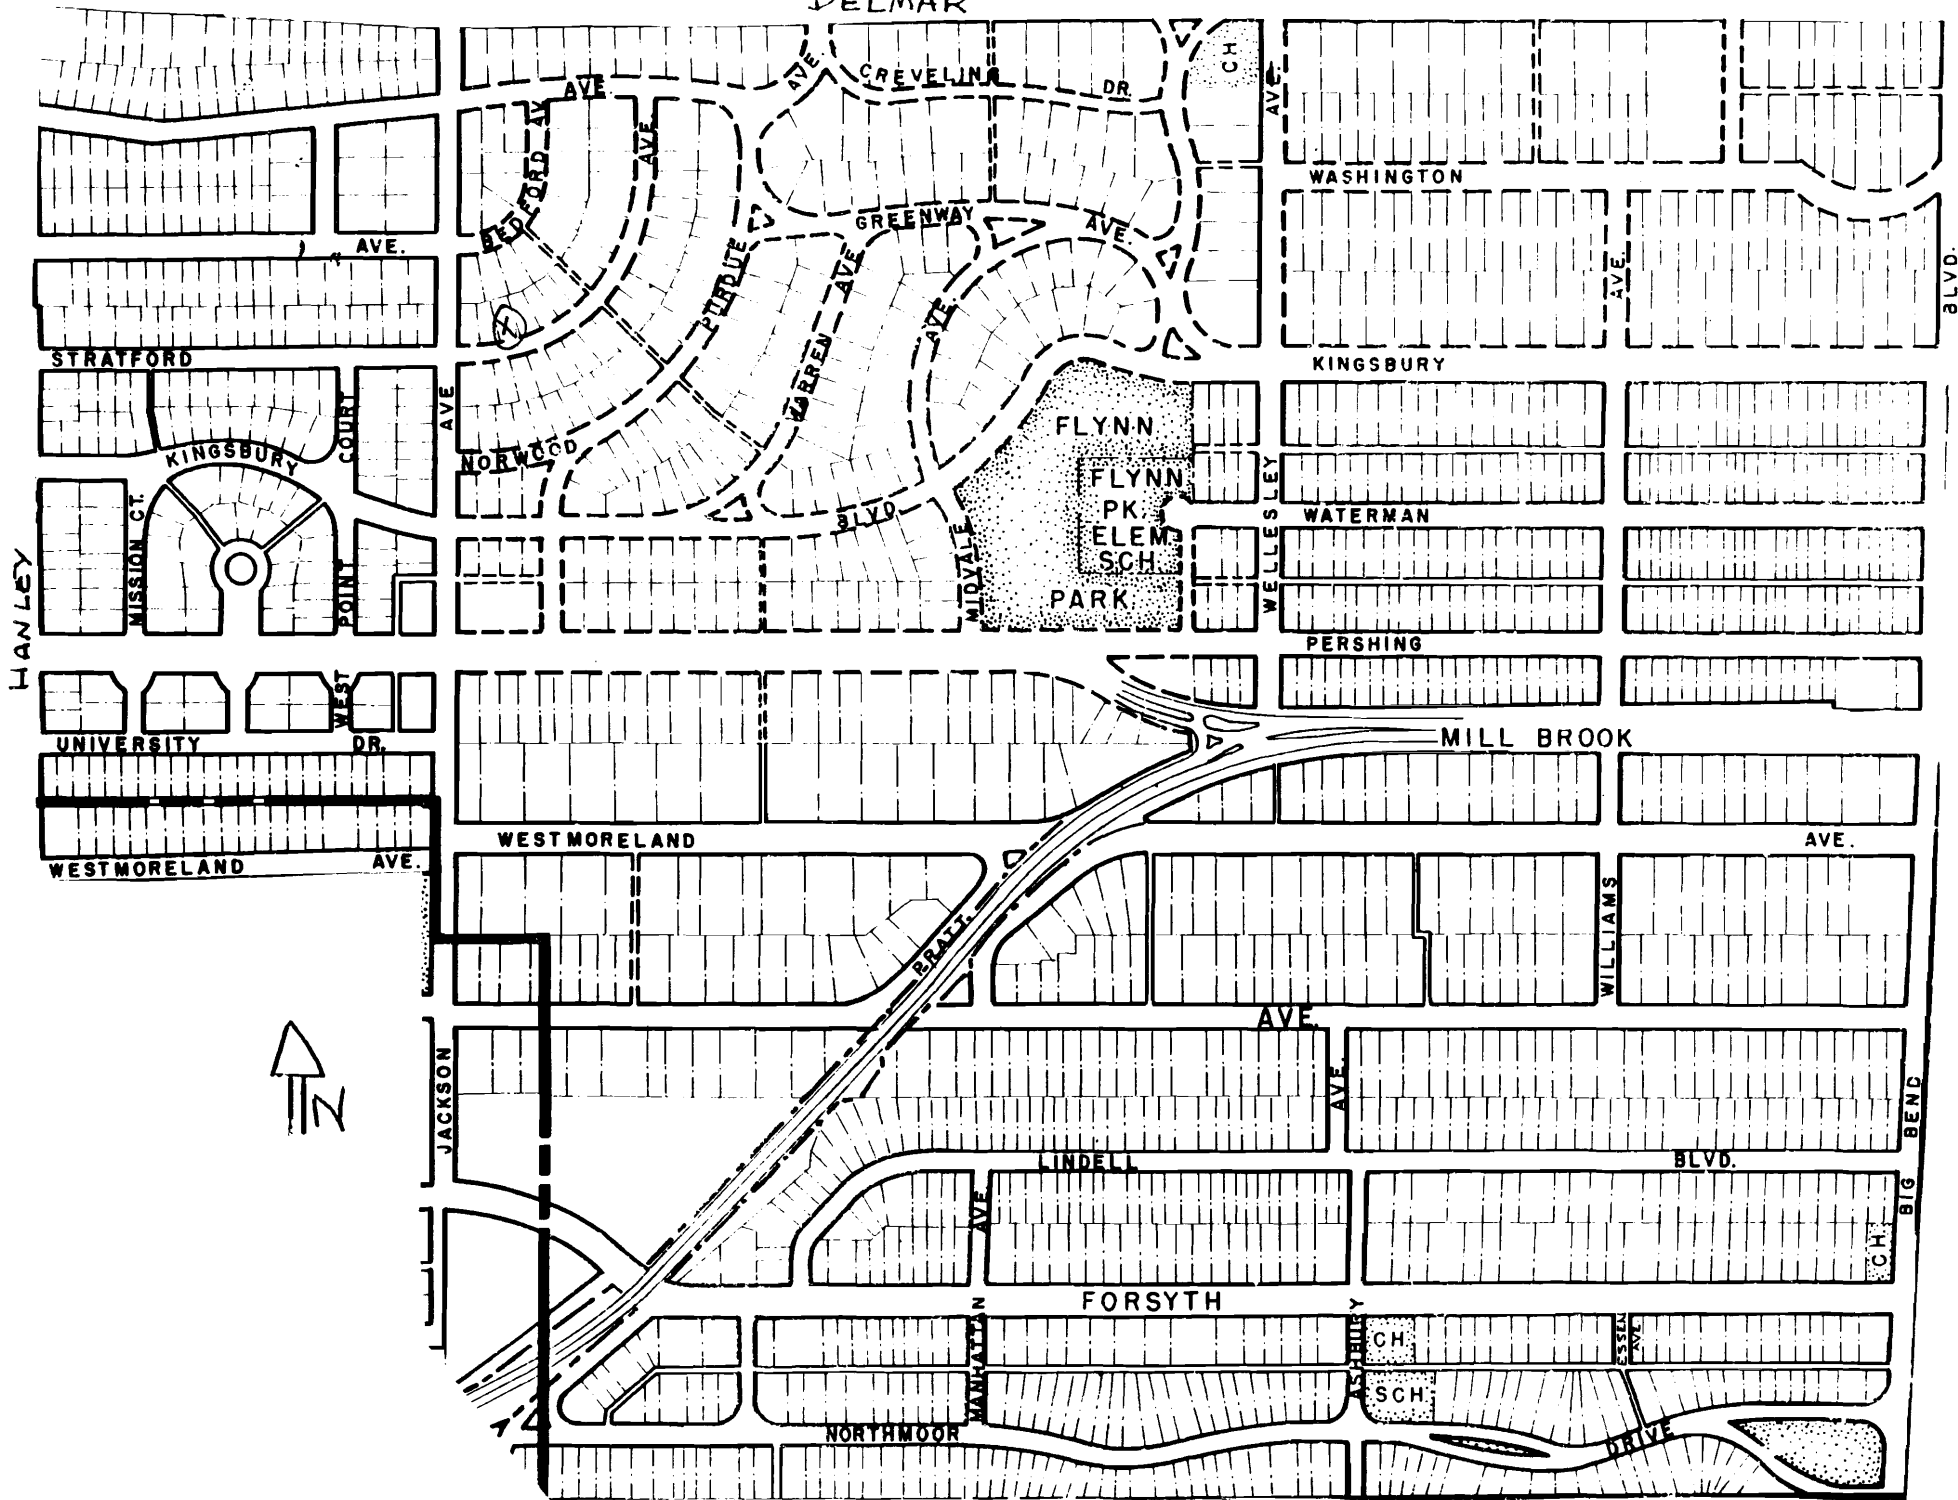 DELMAR
CH
AVE.
CREVELING
DR.
AVE.
AVE.
BEDFORD AV.
AVE.
WASHINGTON
GREENWAY
AVE.
AVE.
PURDUE
AVE.
AVE.
AVE.
BLVD.
STRATFORD
KINGSBURY
WARREN
COURT
AVE
FLYNN
NORWOOD
KINGSBURY
FLYNN
PK.
ELEM
SCH.
PARK
WELLESLEY
WATERMAN
BLVD.
MIDVALE
MISSION CT.
POINT
HANLEY
PERSHING
WEST
UNIVERSITY DR.
MILL BROOK
WESTMORELAND
AVE.
WESTMORELAND AVE.
WILLIAMS
PRATT.
AVE.
N
JACKSON
AVE.
BEND
LINDELL
BLVD.
AVE.
BIG
CH.
FORSYTH
MANHATTAN
ASHBURY
CH
ESSEN
AVE.
SCH.
NORTHMOOR
DRIVE